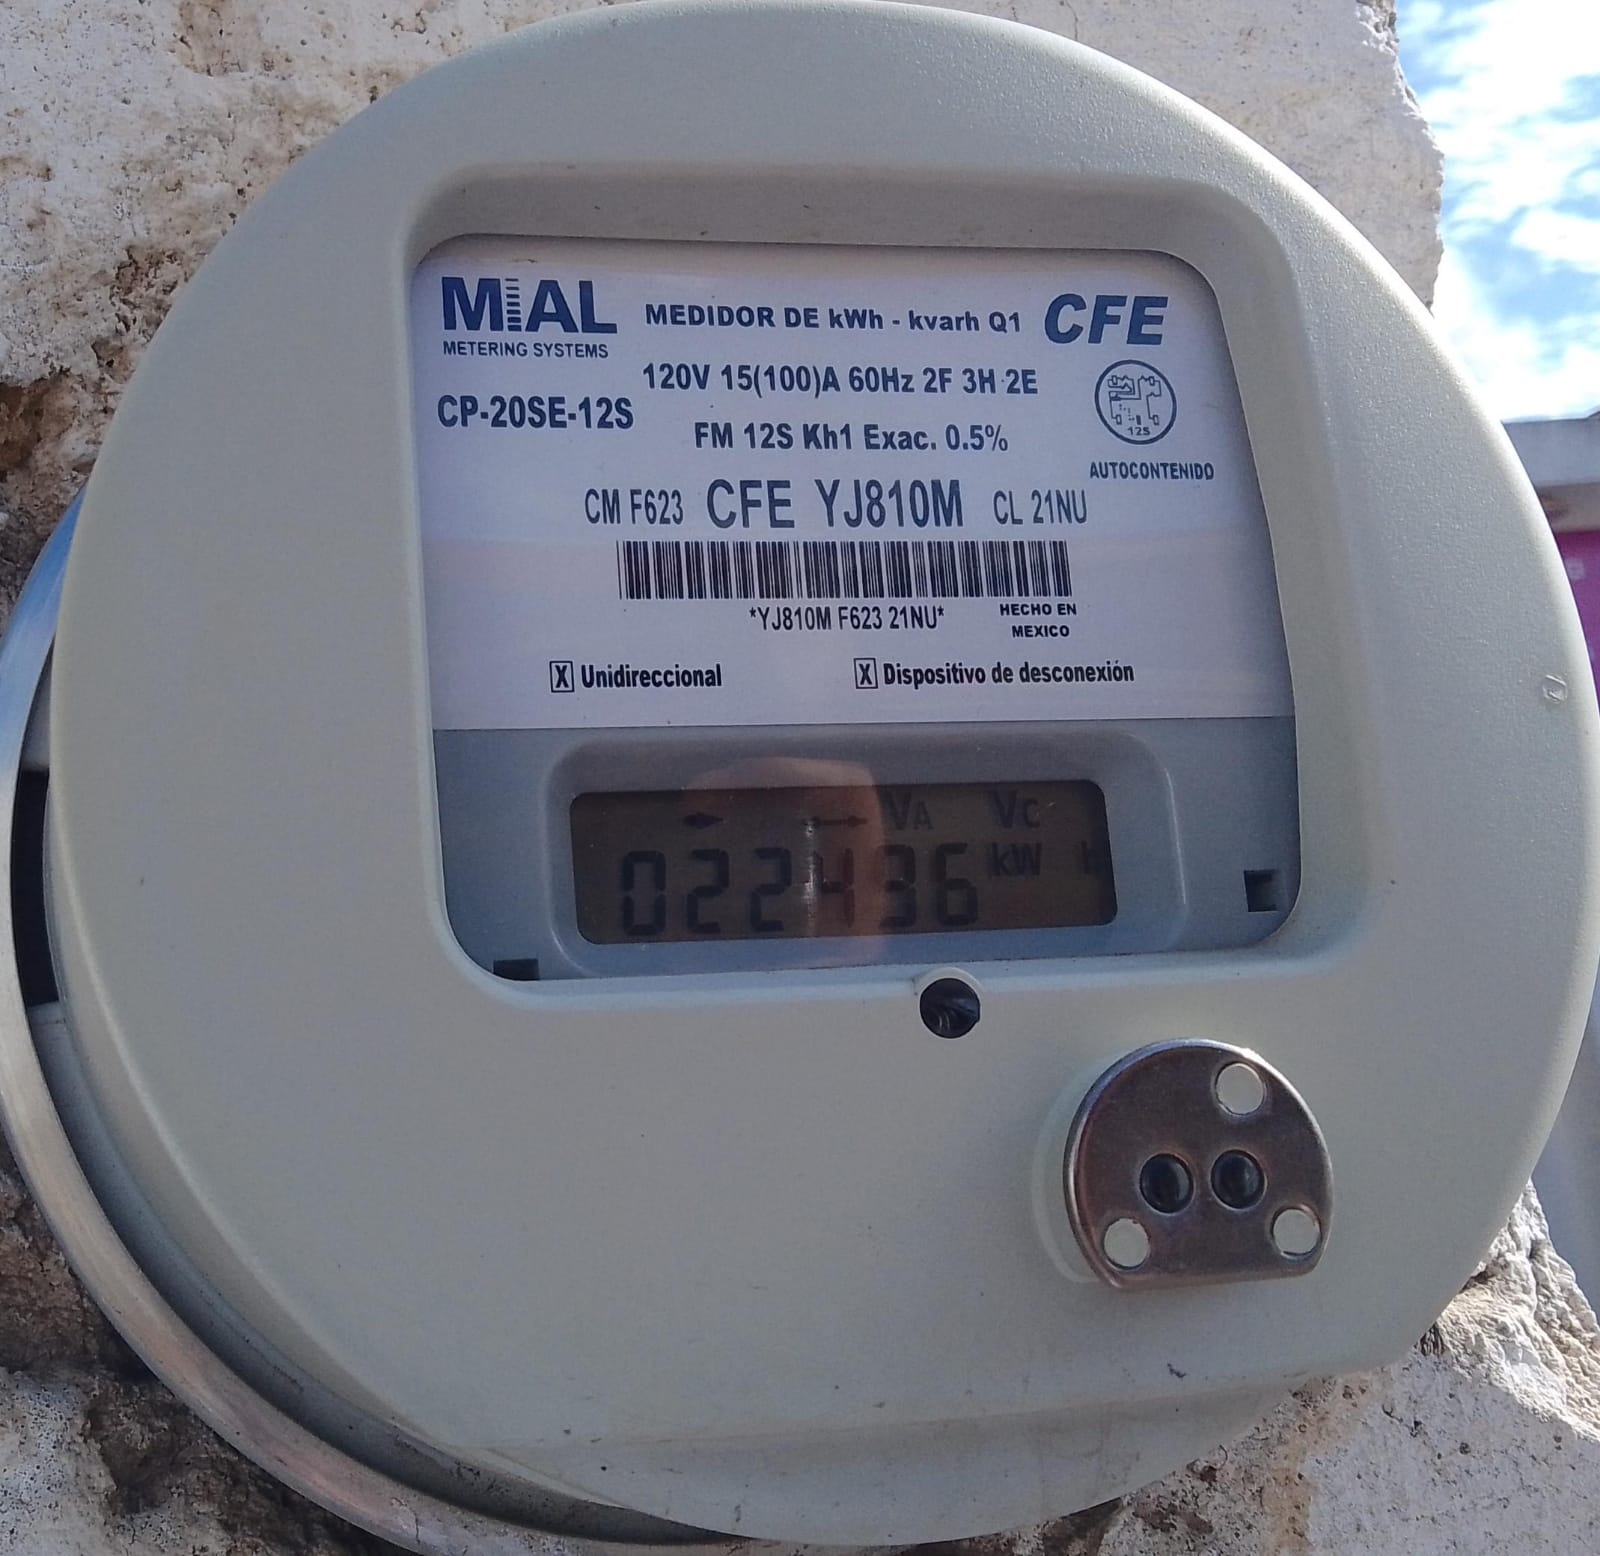 MIAL
METERING SYSTEMS
MEDIDOR DE kWh - kvarh Q1
CFE
120V 15(100)A 60Hz 2F 3H 2E
CP-20SE-12S
FM 12S Kh1 Exac. 0.5%
12S
AUTOCONTENIDO
CM F623 CFE YJ810M CL 21NU
*YJ810M F623 21NU*
HECHO EN
MEXICO
X Unidireccional
X Dispositivo de desconexión
VA VC
022436 kW h